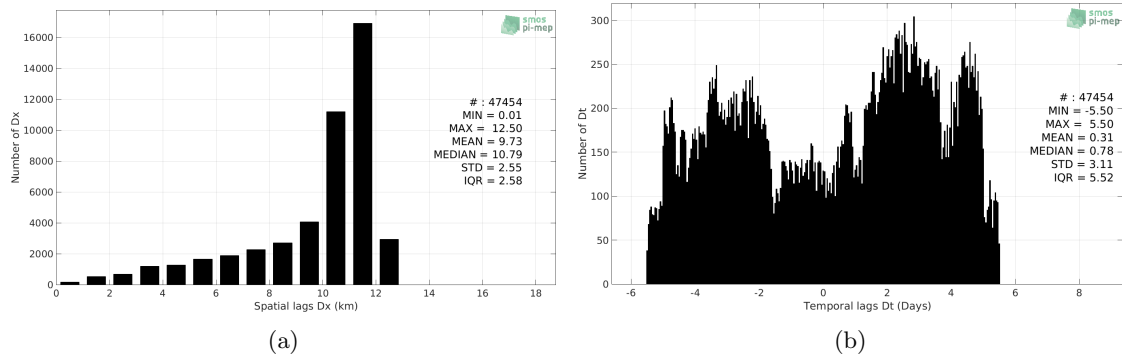 smos
pi-mep
16000
14000
12000
10000
8000
6000
4000
2000
0
Number of Dx
# : 47454
MIN = 0.01
MAX = 12.50
MEAN = 9.73
MEDIAN = 10.79
STD = 2.55
IQR = 2.58
0 2 4 6 8 10 12 14 16 18
Spatial lags Dx (km)
(a)
smos
pi-mep
300
250
200
150
100
50
0
Number of Dt
# : 47454
MIN = -5.50
MAX = 5.50
MEAN = 0.31
MEDIAN = 0.78
STD = 3.11
IQR = 5.52
-6 -4 -2 0 2 4 6 8
Temporal lags Dt (Days)
(b)